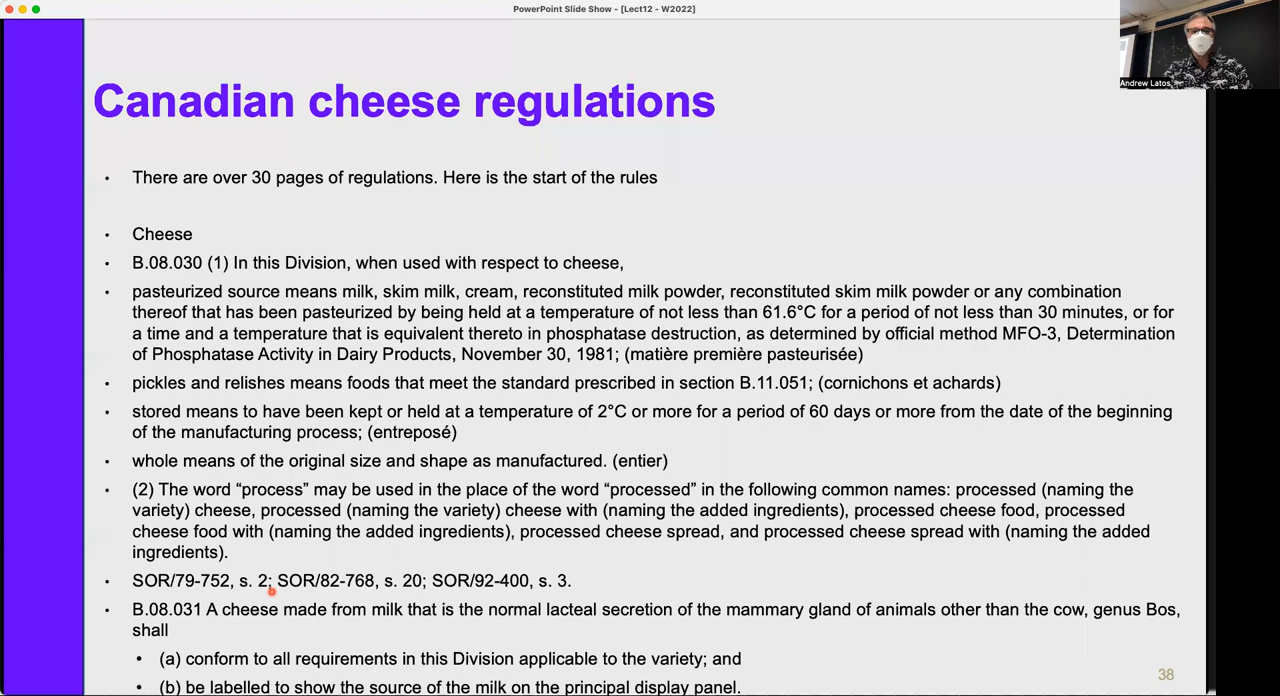 PowerPoint Slide Show - [Lect12 - W2022]
Andrew Latos
Canadian cheese regulations
• There are over 30 pages of regulations. Here is the start of the rules
• Cheese
• B.08.030 (1) In this Division, when used with respect to cheese,
• pasteurized source means milk, skim milk, cream, reconstituted milk powder, reconstituted skim milk powder or any combination
thereof that has been pasteurized by being held at a temperature of not less than 61.6°C for a period of not less than 30 minutes, or for
a time and a temperature that is equivalent thereto in phosphatase destruction, as determined by official method MFO-3, Determination
of Phosphatase Activity in Dairy Products, November 30, 1981; (matière première pasteurisée)
• pickles and relishes means foods that meet the standard prescribed in section B.11.051; (cornichons et achards)
• stored means to have been kept or held at a temperature of 2°C or more for a period of 60 days or more from the date of the beginning
of the manufacturing process; (entreposé)
• whole means of the original size and shape as manufactured. (entier)
• (2) The word “process” may be used in the place of the word “processed” in the following common names: processed (naming the
variety) cheese, processed (naming the variety) cheese with (naming the added ingredients), processed cheese food, processed
cheese food with (naming the added ingredients), processed cheese spread, and processed cheese spread with (naming the added
ingredients).
• SOR/79-752, s. 2; SOR/82-768, s. 20; SOR/92-400, s. 3.
• B.08.031 A cheese made from milk that is the normal lacteal secretion of the mammary gland of animals other than the cow, genus Bos,
shall
• (a) conform to all requirements in this Division applicable to the variety; and
• (b) be labelled to show the source of the milk on the principal display panel.
38